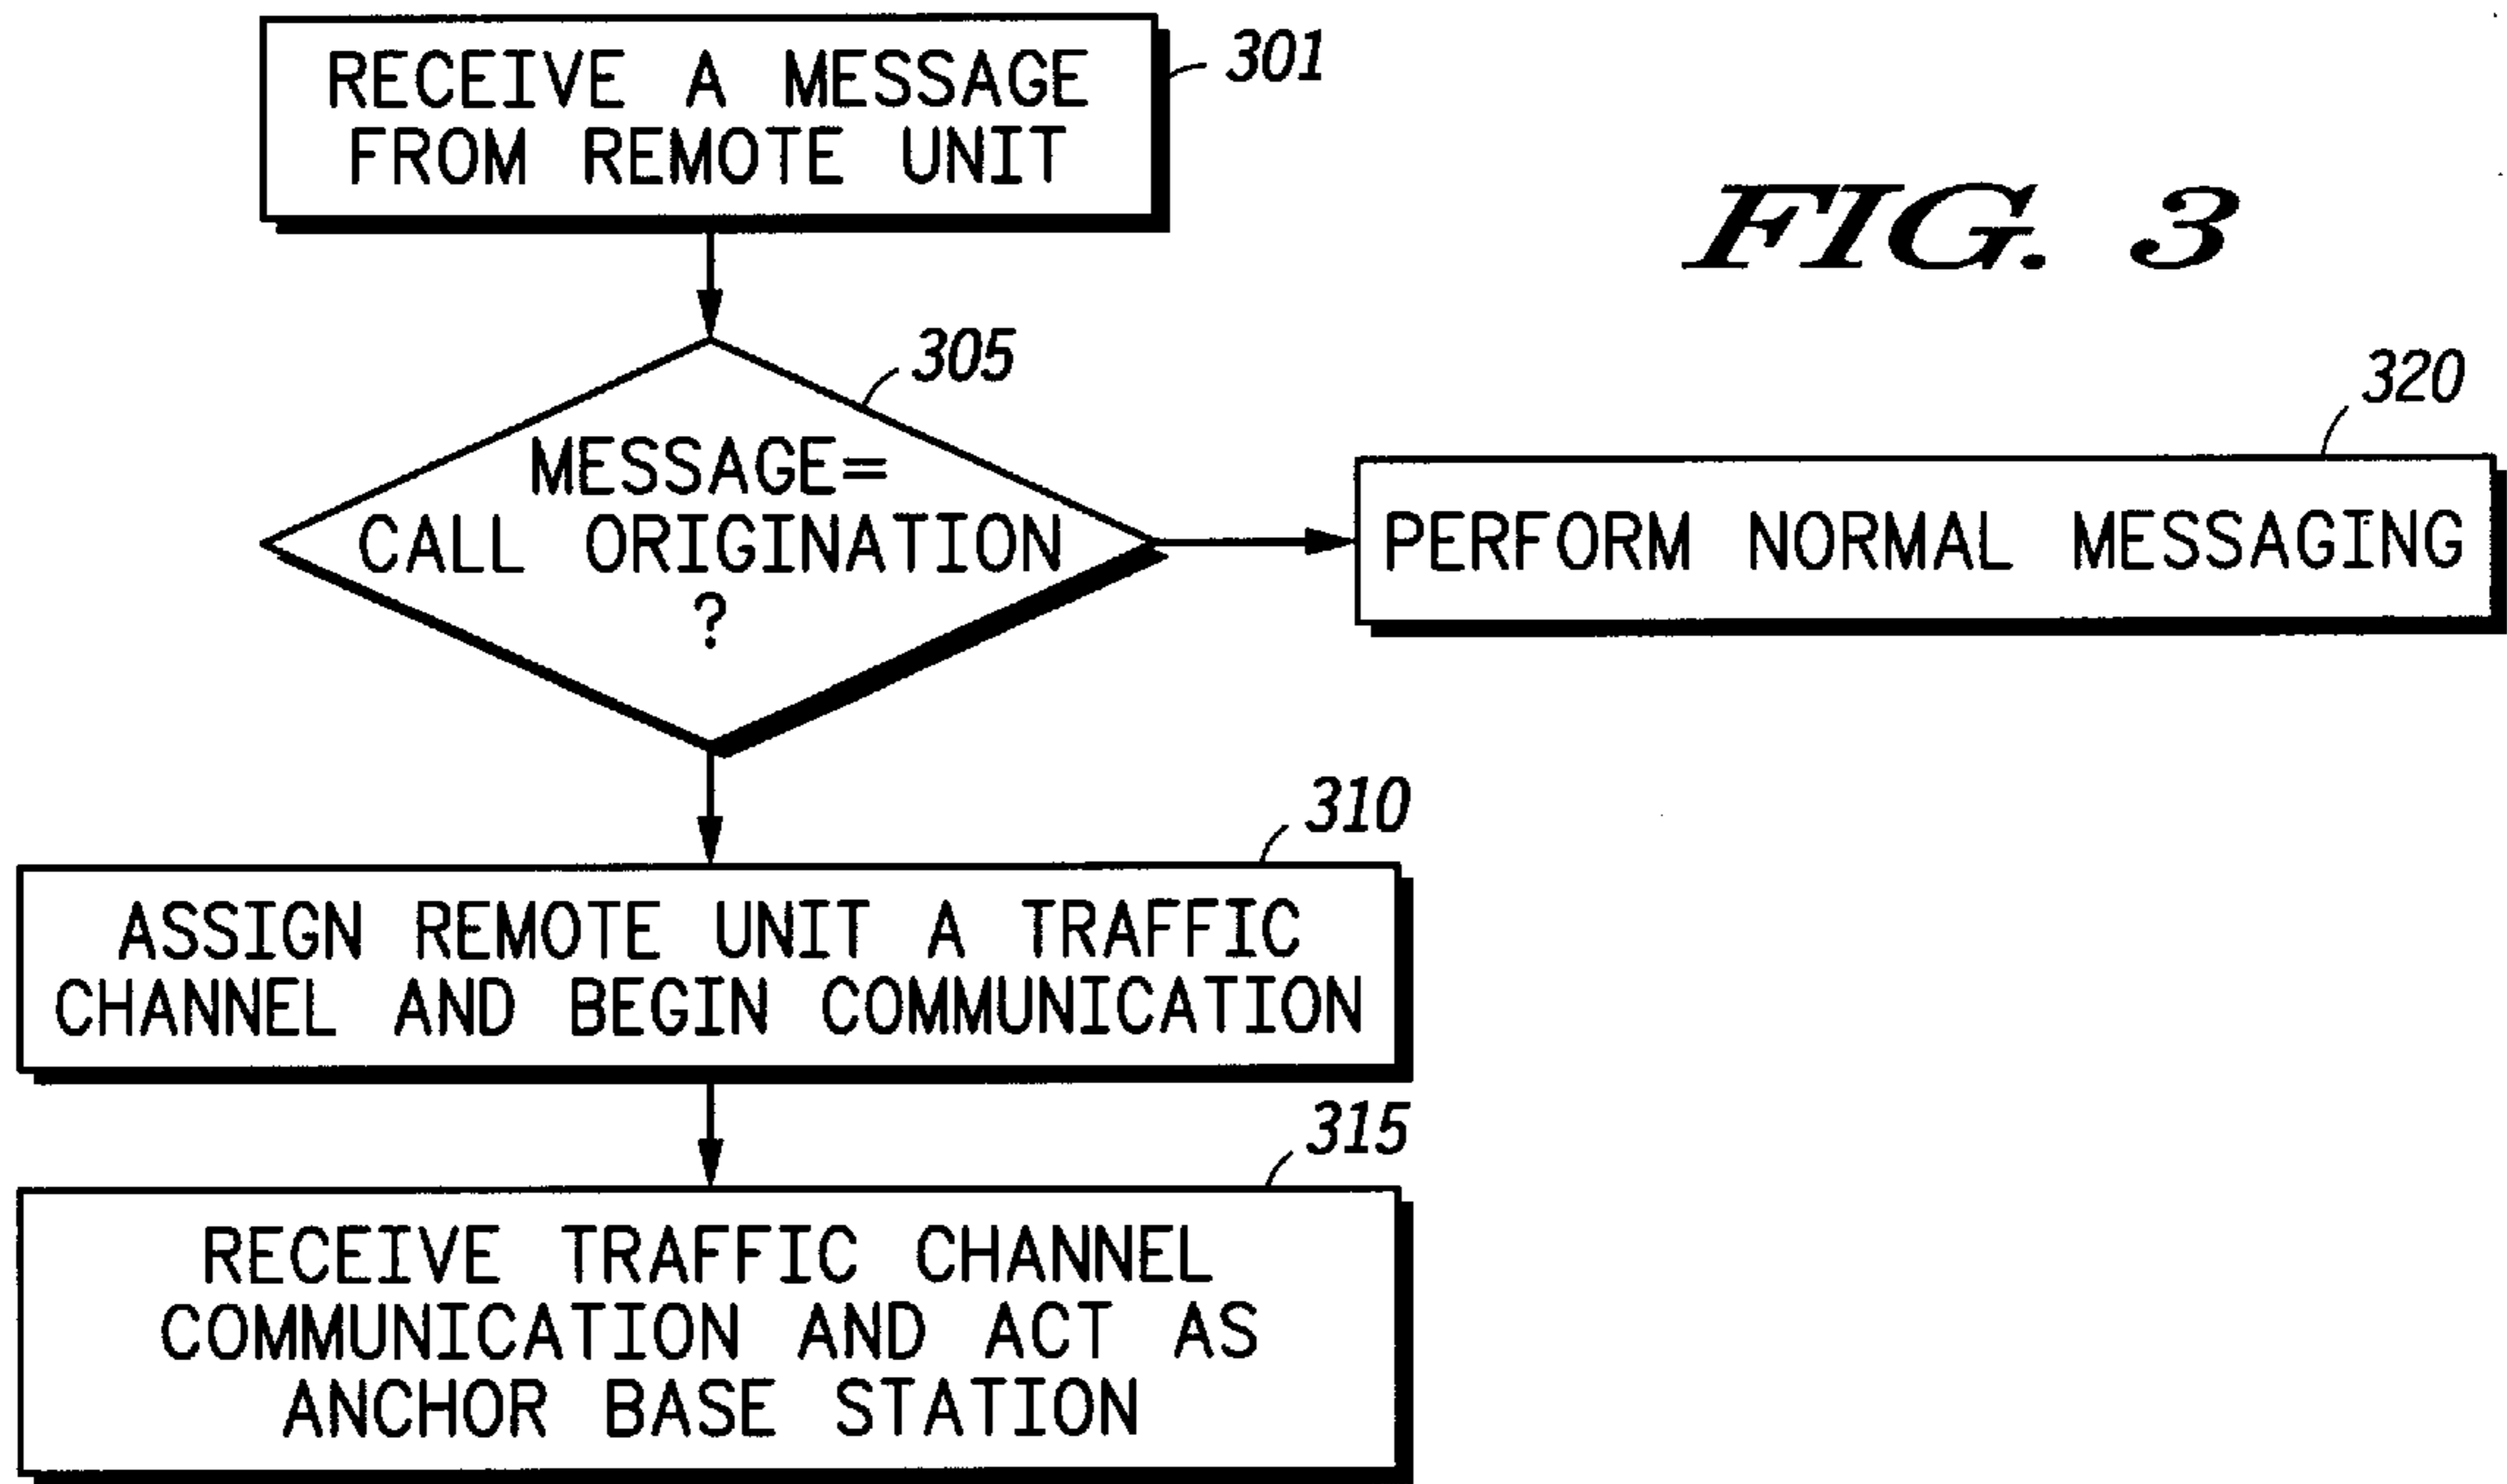 RECEIVE A MESSAGE
FROM REMOTE UNIT
301
FIG. 3
305
MESSAGE=
CALL ORIGINATION
?
320
PERFORM NORMAL MESSAGING
310
ASSIGN REMOTE UNIT A TRAFFIC
CHANNEL AND BEGIN COMMUNICATION
315
RECEIVE TRAFFIC CHANNEL
COMMUNICATION AND ACT AS
ANCHOR BASE STATION